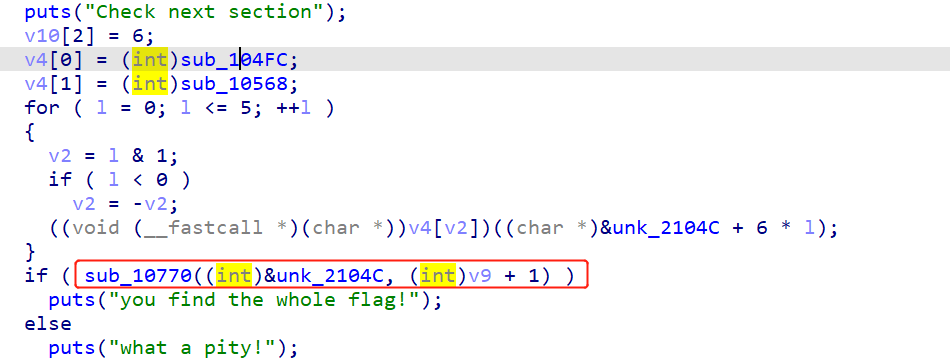 puts("Check next section");
v10[2] = 6;
v4[0] = (int)sub_104FC;
v4[1] = (int)sub_10568;
for ( l = 0; l <= 5; ++l )
{
v2 = l & 1;
if ( l < 0 )
v2 = -v2;
((void (__fastcall *)(char *))v4[v2])((char *)&unk_2104C + 6 * l);
}
if ( sub_10770((int)&unk_2104C, (int)v9 + 1) )
puts("you find the whole flag!");
else
puts("what a pity!");